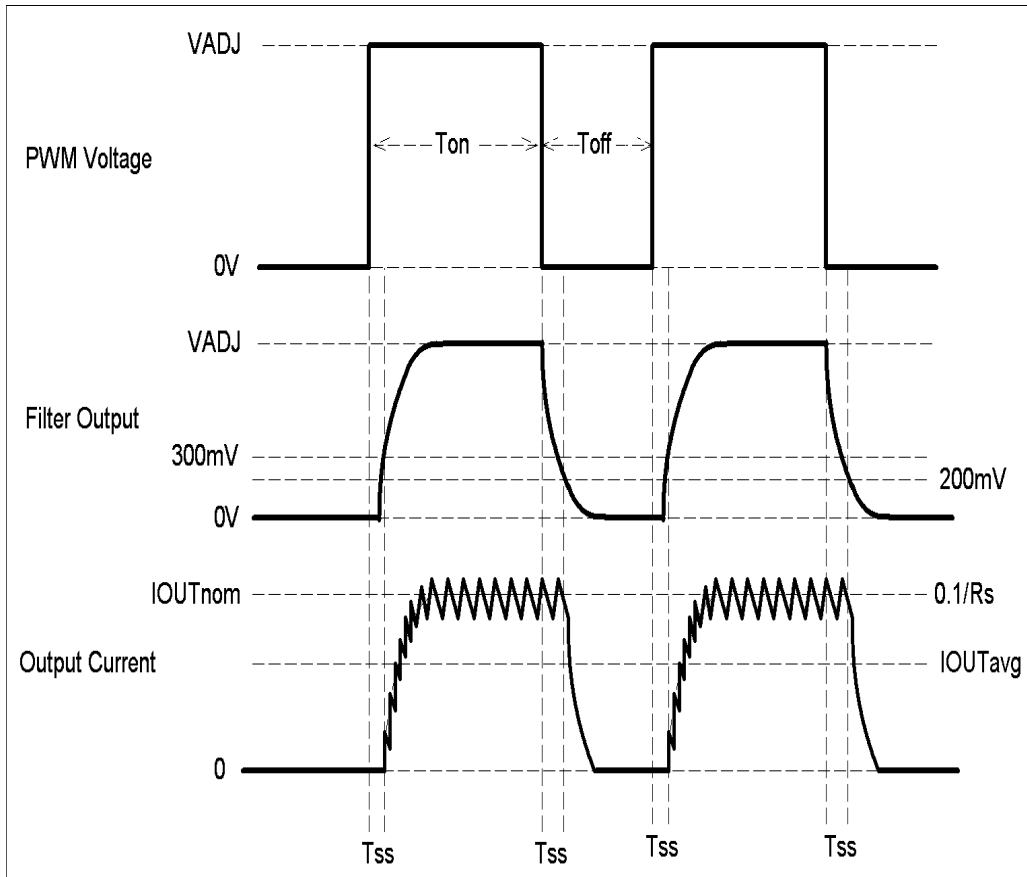 VADJ
Ton
Toff
PWM Voltage
0V
VADJ
Filter Output
300mV
200mV
0V
IOUTnom
0.1/Rs
Output Current
IOUTavg
0
Tss
Tss
Tss
Tss